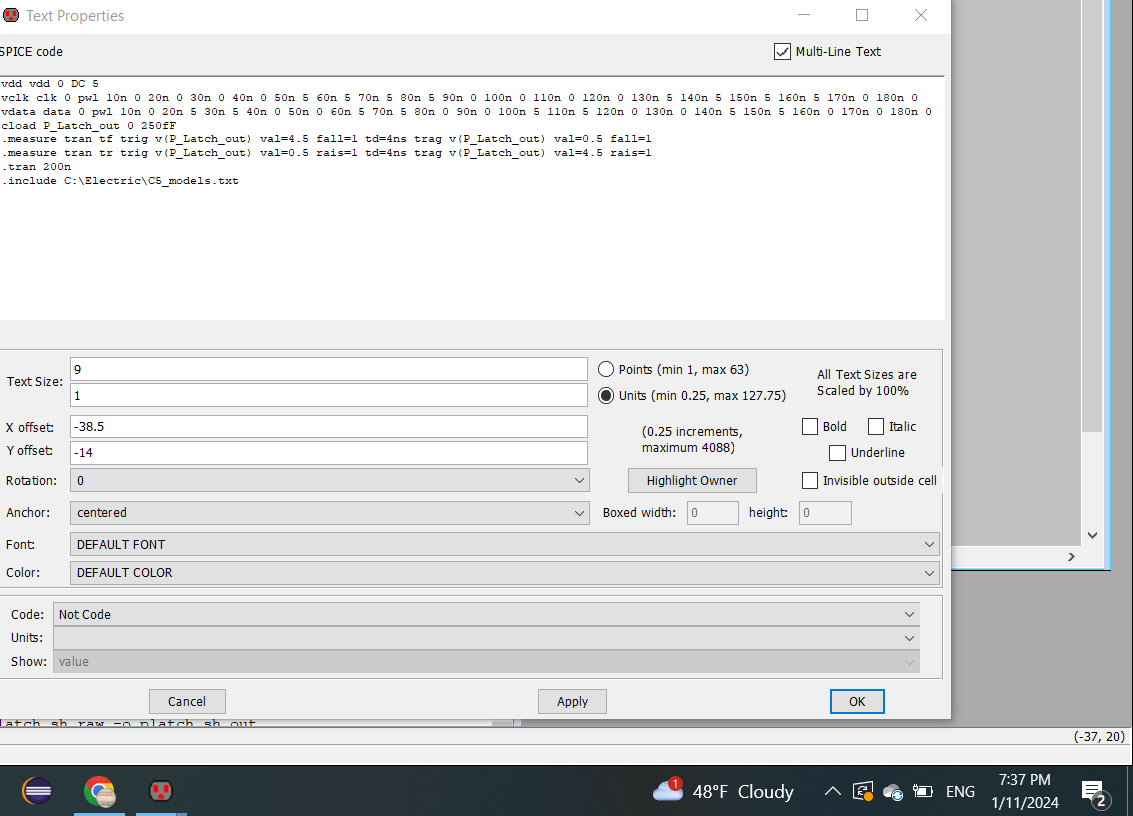 Text Properties
SPICE code
Multi-Line Text
vdd vdd 0 DC 5
vclk clk 0 pwl 10n 0 20n 0 30n 0 40n 0 50n 5 60n 5 70n 5 80n 5 90n 0 100n 0 110n 0 120n 0 130n 5 140n 5 150n 5 160n 5 170n 0 180n 0
vdata data 0 pwl 10n 0 20n 5 30n 5 40n 0 50n 0 60n 5 70n 5 80n 0 90n 0 100n 5 110n 5 120n 0 130n 0 140n 5 150n 5 160n 0 170n 0 180n 0
cload P_Latch_out 0 250fF
.measure tran tf trig v(P_Latch_out) val=4.5 fall=1 td=4ns trag v(P_Latch_out) val=0.5 fall=1
.measure tran tr trig v(P_Latch_out) val=0.5 rais=1 td=4ns trag v(P_Latch_out) val=4.5 rais=1
.tran 200n
.include C:\Electric\C5_models.txt
Text Size:
9
Points (min 1, max 63)
1
Units (min 0.25, max 127.75)
All Text Sizes are
Scaled by 100%
X offset:
-38.5
Y offset:
-14
(0.25 increments,
maximum 4088)
Bold
Italic
Underline
Rotation:
0
Highlight Owner
Invisible outside cell
Anchor:
centered
Boxed width:
0
height:
0
Font:
DEFAULT FONT
Color:
DEFAULT COLOR
Code:
Not Code
Units:
Show:
value
Cancel
Apply
OK
latch_sh.raw -o platch_sh.out
(-37, 20)
1
48°F Cloudy
ENG
7:37 PM
1/11/2024
2